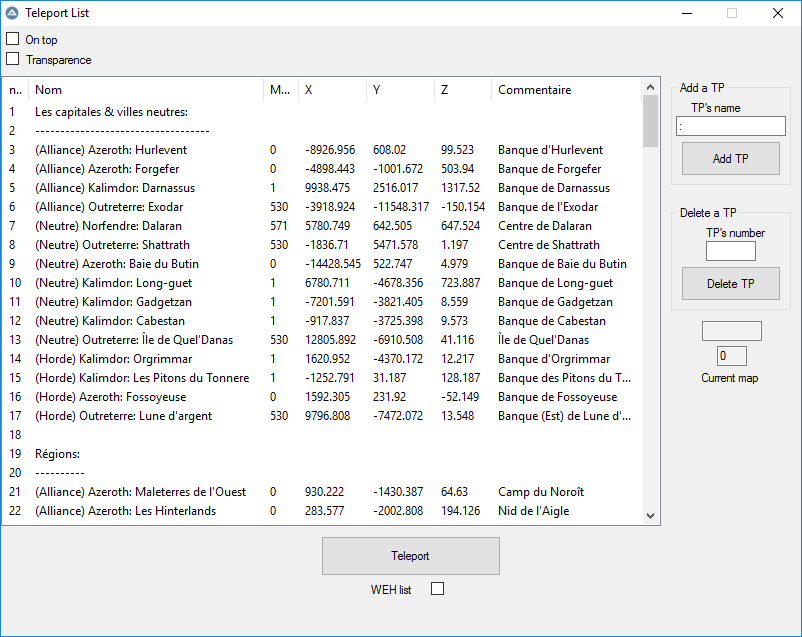 Teleport List
On top
Transparence
n.. Nom M... X Y Z Commentaire
1 Les capitales & villes neutres:
2 -----------------------------------
3 (Alliance) Azeroth: Hurlevent 0 -8926.956 608.02 99.523 Banque d'Hurlevent
4 (Alliance) Azeroth: Forgefer 0 -4898.443 -1001.672 503.94 Banque de Forgefer
5 (Alliance) Kalimdor: Darnassus 1 9938.475 2516.017 1317.52 Banque de Darnassus
6 (Alliance) Outreterre: Exodar 530 -3918.924 -11548.317 -150.154 Banque de l'Exodar
7 (Neutre) Norfendre: Dalaran 571 5780.749 642.505 647.524 Centre de Dalaran
8 (Neutre) Outreterre: Shattrath 530 -1836.71 5471.578 1.197 Centre de Shattrath
9 (Neutre) Azeroth: Baie du Butin 0 -14428.545 522.747 4.979 Banque de Baie du Butin
10 (Neutre) Kalimdor: Long-guet 1 6780.711 -4678.356 723.887 Banque de Long-guet
11 (Neutre) Kalimdor: Gadgetzan 1 -7201.591 -3821.405 8.559 Banque de Gadgetzan
12 (Neutre) Kalimdor: Cabestan 1 -917.837 -3725.398 9.573 Banque de Cabestan
13 (Neutre) Outreterre: Île de Quel'Danas 530 12805.892 -6910.508 41.116 Île de Quel'Danas
14 (Horde) Kalimdor: Orgrimmar 1 1620.952 -4370.172 12.217 Banque d'Orgrimmar
15 (Horde) Kalimdor: Les Pitons du Tonnere 1 -1252.791 31.187 128.187 Banque des Pitons du T...
16 (Horde) Azeroth: Fossoyeuse 0 1592.305 231.92 -52.149 Banque de Fossoyeuse
17 (Horde) Outreterre: Lune d'argent 530 9796.808 -7472.072 13.548 Banque (Est) de Lune d'...
18
19 Régions:
20 ----------
21 (Alliance) Azeroth: Maleterres de l'Ouest 0 930.222 -1430.387 64.63 Camp du Noroît
22 (Alliance) Azeroth: Les Hinterlands 0 283.577 -2002.808 194.126 Nid de l'Aigle
Add a TP
TP's name
:
Add TP
Delete a TP
TP's number
Delete TP
0
Current map
Teleport
WEH list